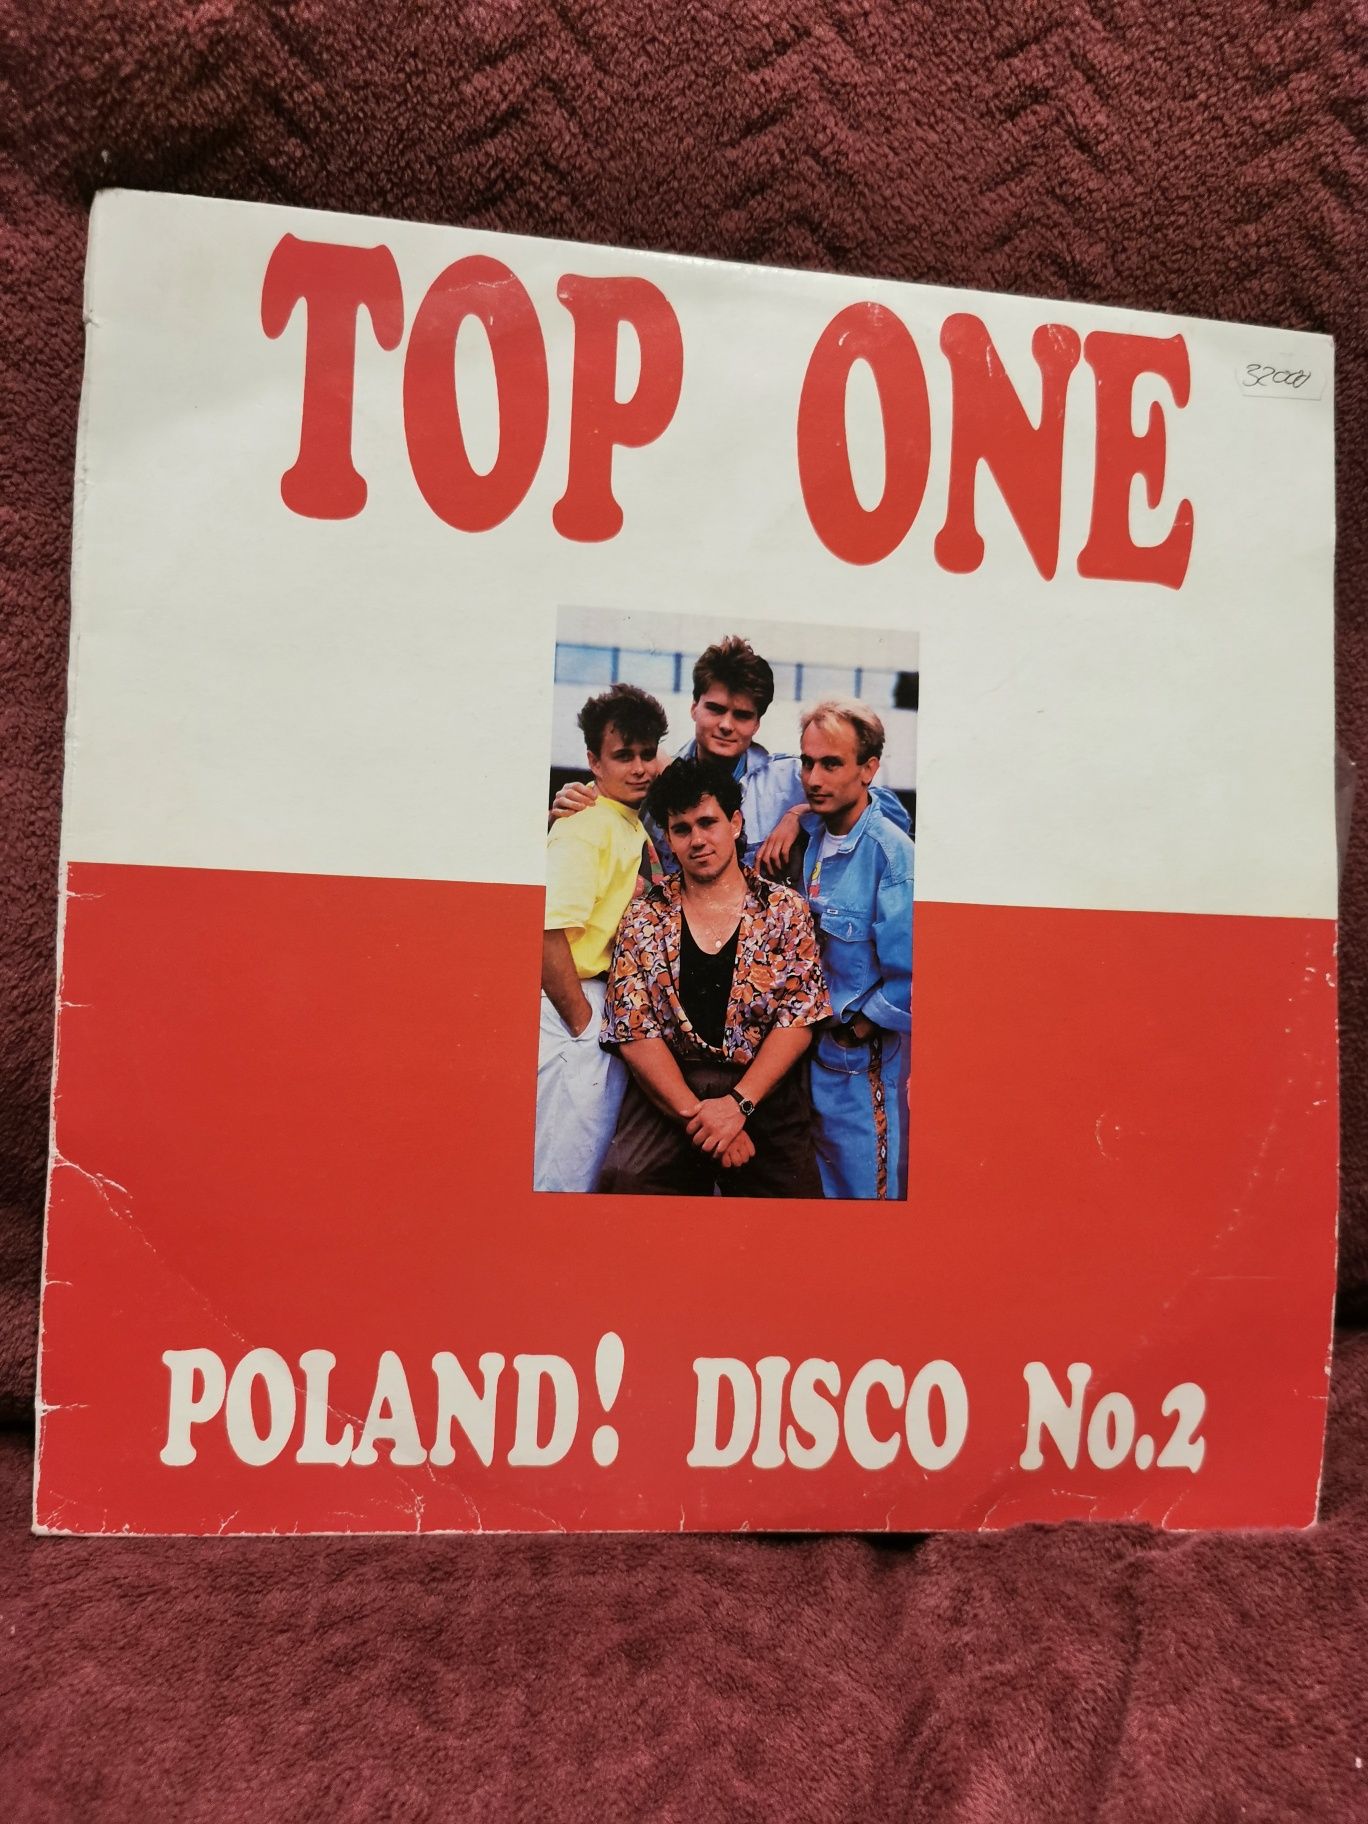 TOP ONE
32000
POLAND! DISCO No.2